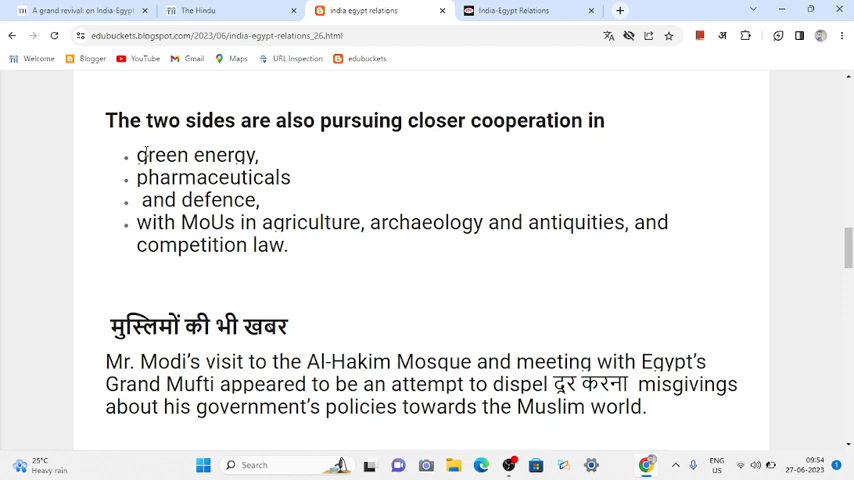 A grand revival: on India-Egypt
The Hindu
india egypt relations
India-Egypt Relations
edubuckets.blogspot.com/2023/06/india-egypt-relations_26.html
Welcome
Blogger
YouTube
Gmail
Maps
URL Inspection
edubuckets
The two sides are also pursuing closer cooperation in
green energy,
pharmaceuticals
and defence,
with MoUs in agriculture, archaeology and antiquities, and
competition law.
मुस्लिमों की भी खबर
Mr. Modi's visit to the Al-Hakim Mosque and meeting with Egypt's
Grand Mufti appeared to be an attempt to dispel दूर करना misgivings
about his government's policies towards the Muslim world.
25°C
Heavy rain
Search
ENG
US
09:54
27-06-2023